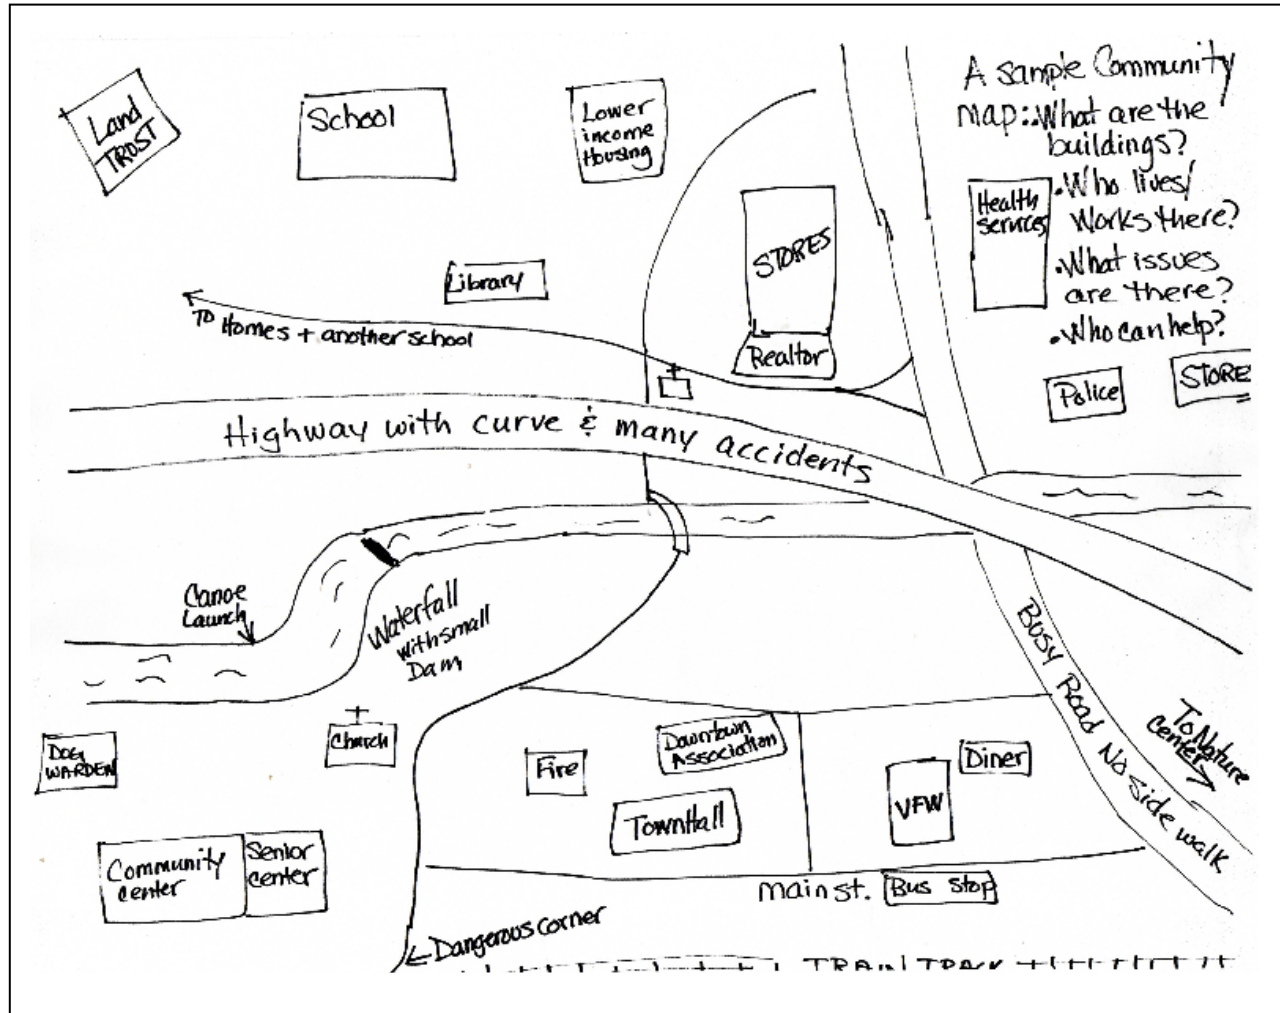 A sample Community
map:•What are the
buildings?
•Who lives/
works there?
•What issues
are there?
•Who can help?
Land
TROST
School
Lower
income
Housing
STORES
Realtor
Health
services
Library
To Homes + another school
Police
STORE
Highway with curve & many accidents
Canoe
Launch
Waterfall
with small
Dam
Busy Road No side walk
To Nature
Center
DOG
WARDEN
Church
Fire
Downtown
Association
Diner
VFW
Town Hall
Community
center
Senior
center
main st.
Bus Stop
Dangerous corner
TRAIN TRACK